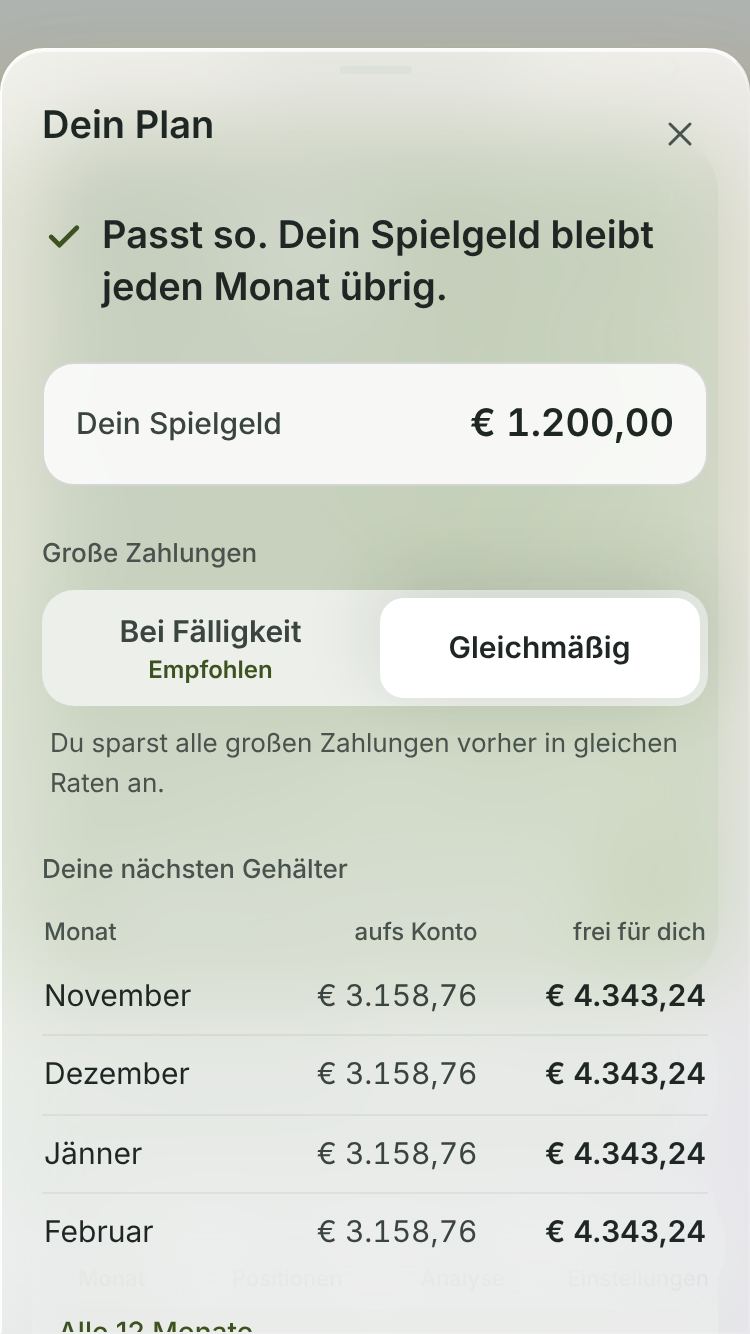 Dein Plan
Passt so. Dein Spielgeld bleibt
jeden Monat übrig.
Dein Spielgeld € 1.200,00
Große Zahlungen
Bei Fälligkeit
Empfohlen
Gleichmäßig
Du sparst alle großen Zahlungen vorher in gleichen
Raten an.
Deine nächsten Gehälter
Monat aufs Konto frei für dich
November € 3.158,76 € 4.343,24
Dezember € 3.158,76 € 4.343,24
Jänner € 3.158,76 € 4.343,24
Februar € 3.158,76 € 4.343,24
Monat Positionen Analyse Einstellungen
Alle 12 Monate